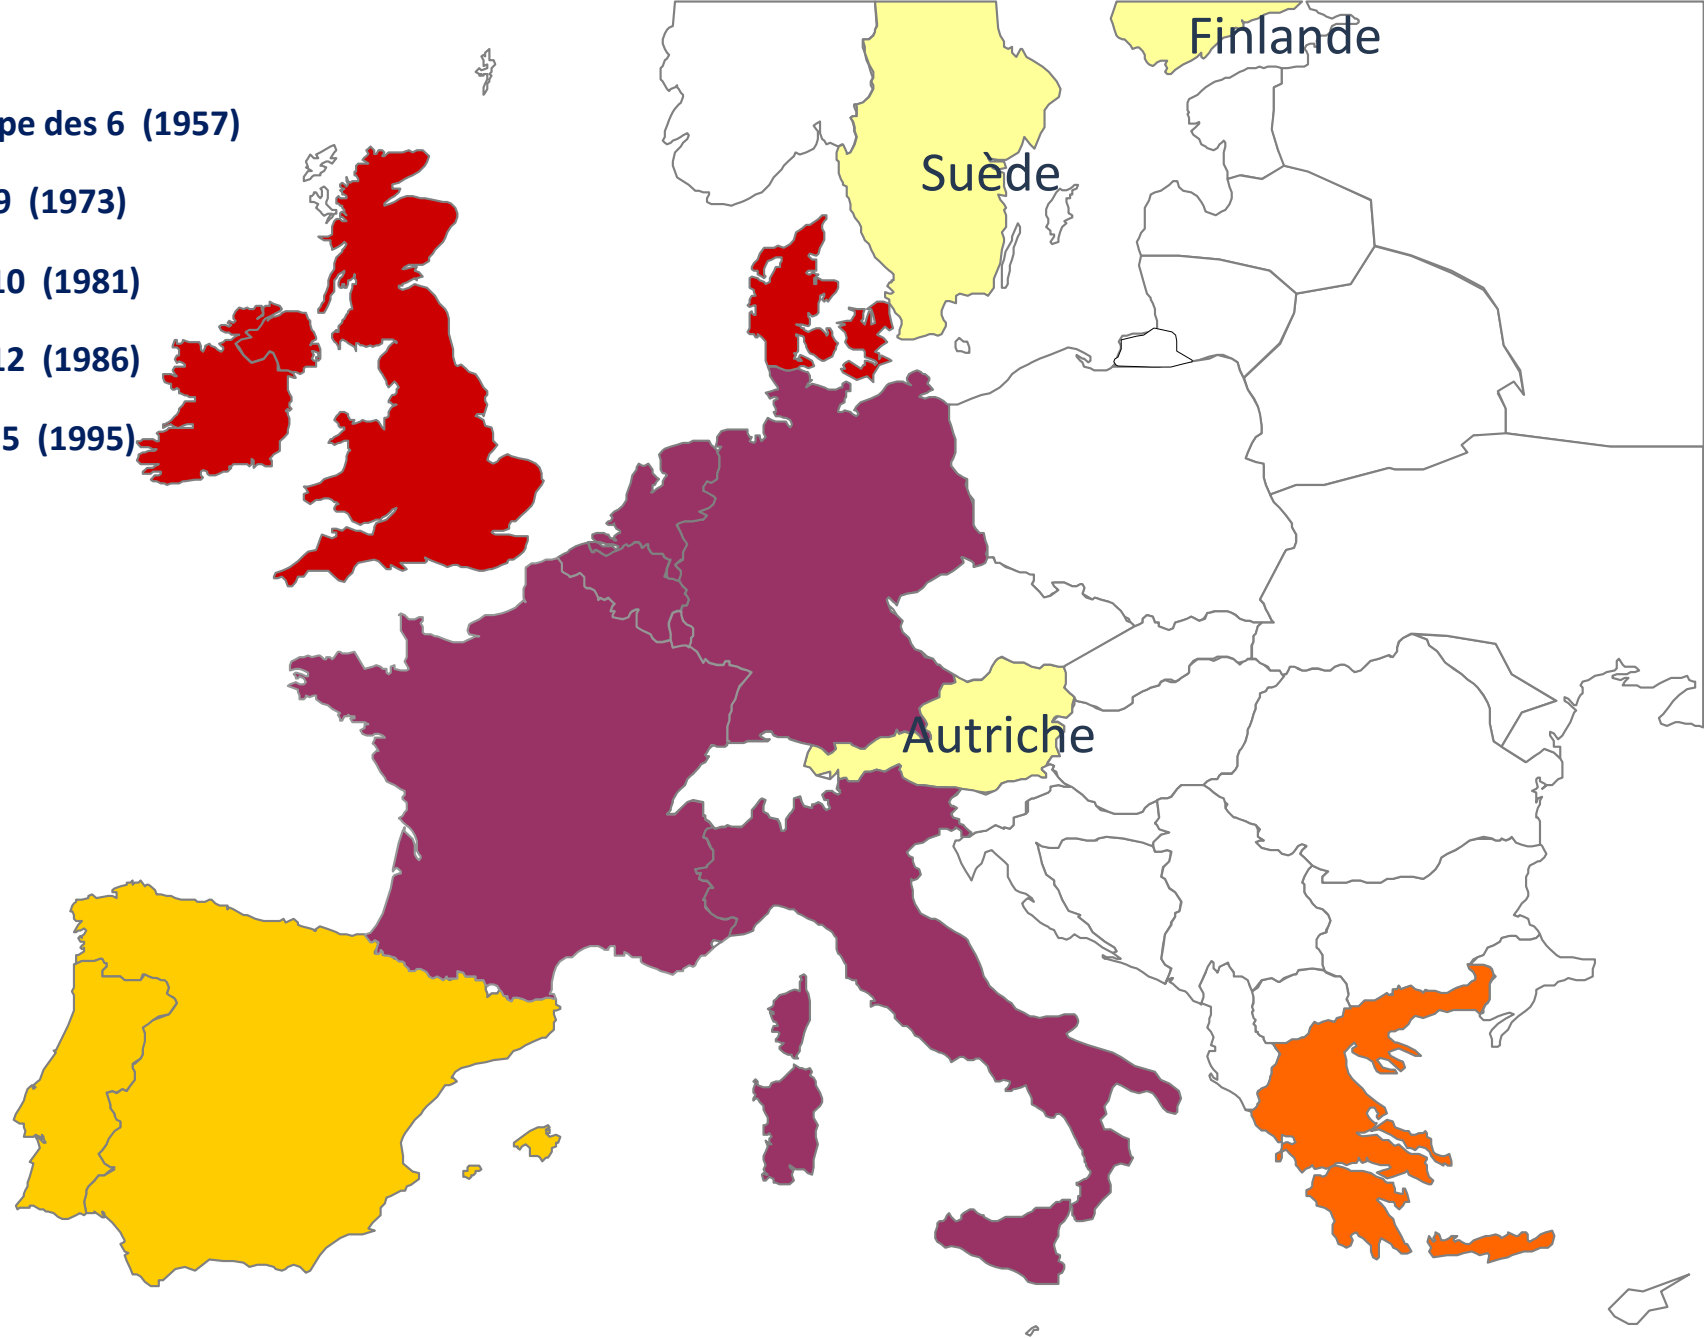 Finlande
pe des 6 (1957)
Suède
9 (1973)
10 (1981)
12 (1986)
5 (1995)
Autriche